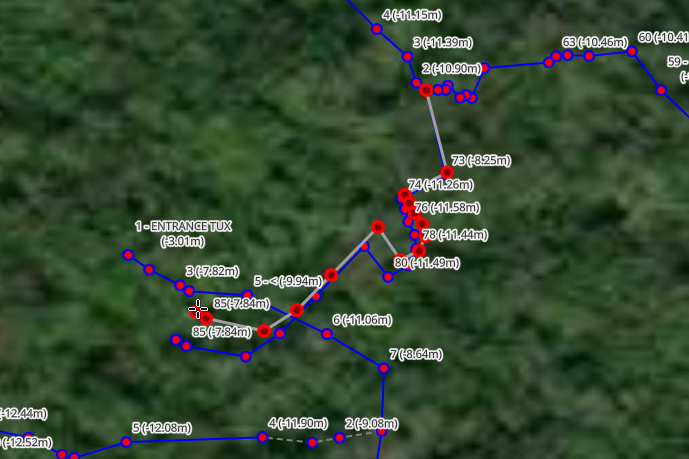 4 (-11.15m)
3 (-11.39m)
60 (-10.41
63 (-10.46m)
59 -
2 (-10.90m)
(-
73 (-8.25m)
74 (-11.26m)
76 (-11.58m)
1 - ENTRANCE TUX
(-3.01m)
78 (-11.44m)
80 (-11.49m)
3 (-7.82m)
5 - < (-9.94m)
85(-7.84m)
6 (-11.06m)
85 (-7.84m)
7 (-8.64m)
-12.44m)
4 (-11.90m)
2 (-9.08m)
5 (-12.08m)
(-12.52m)